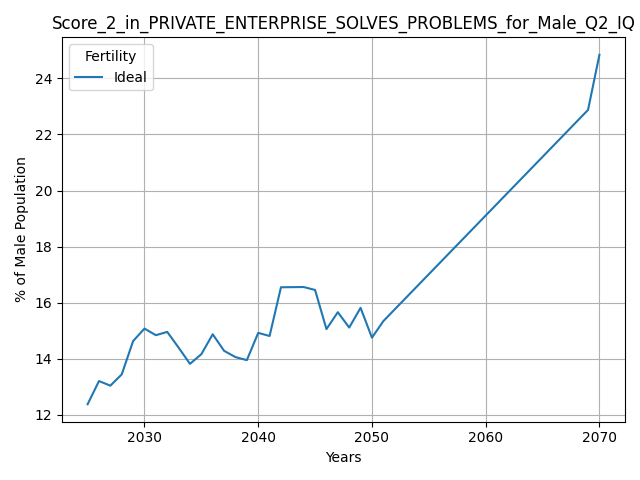 Score_2_in_PRIVATE_ENTERPRISE_SOLVES_PROBLEMS_for_Male_Q2_IQ
Fertility
Ideal
% of Male Population
24
22
20
18
16
14
12
2030 2040 2050 2060 2070
Years